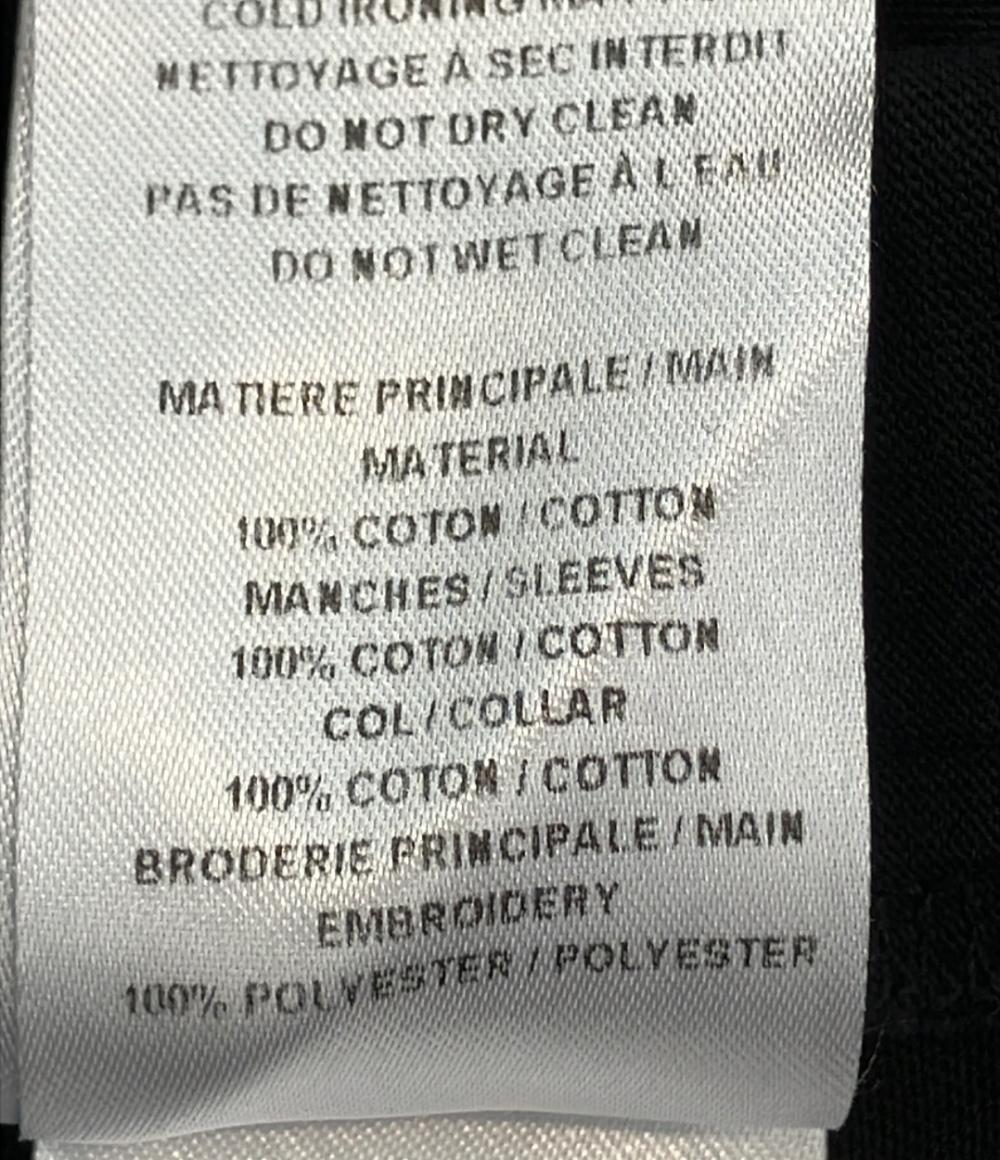 COLD IRONING
NETTOYAGE À SEC INTERDIT
DO NOT DRY CLEAN
PAS DE NETTOYAGE À L EAU
DO NOT WET CLEAN
MATIERE PRINCIPALE / MAIN
MATERIAL
100% COTON / COTTON
MANCHES / SLEEVES
100% COTON / COTTON
COL / COLLAR
100% COTON / COTTON
BRODERIE PRINCIPALE / MAIN
EMBROIDERY
100% POLYESTER / POLYESTER